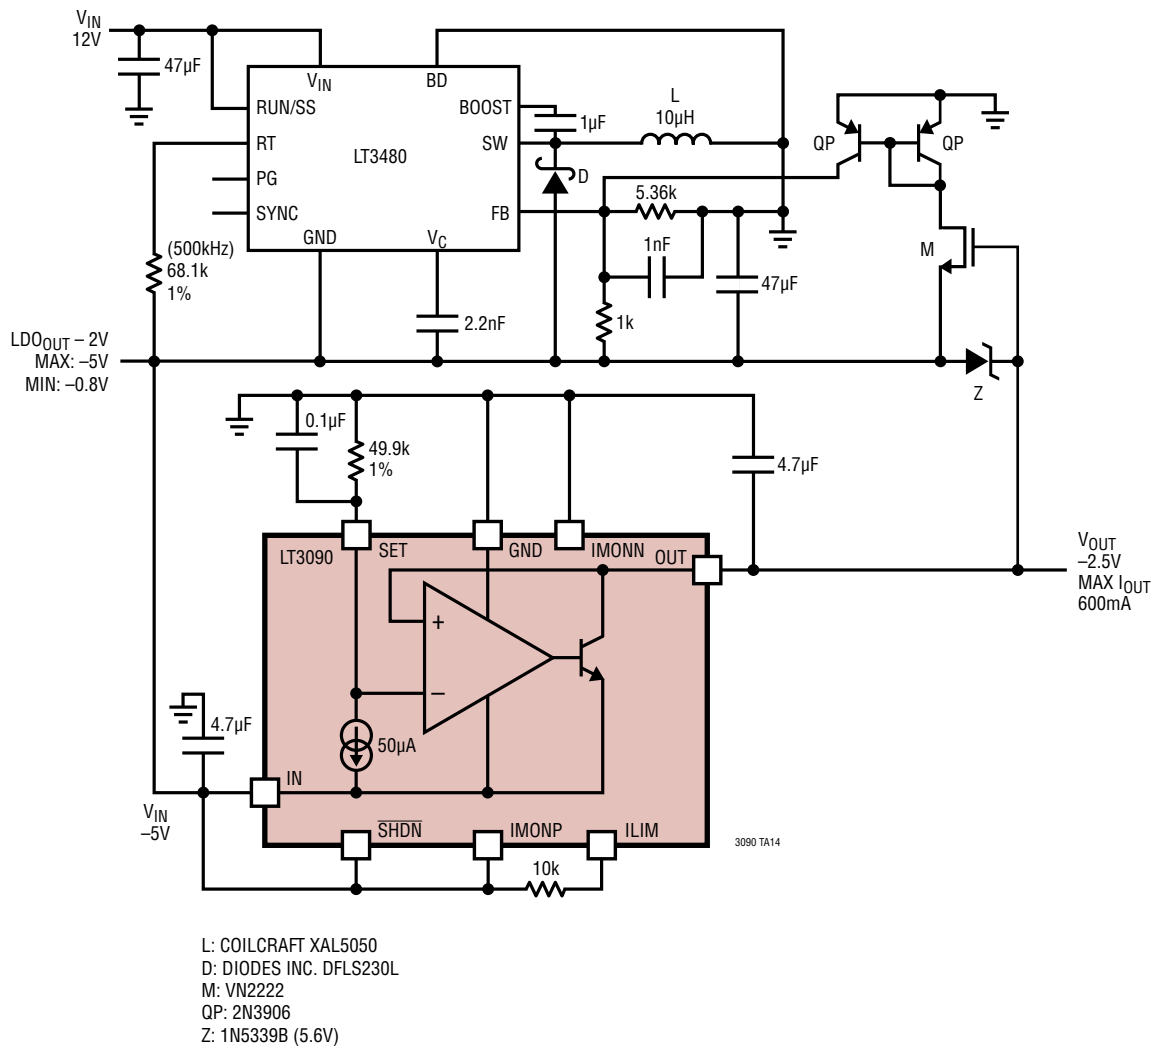 VIN
12V
47µF
VIN
BD
RUN/SS
BOOST
1µF
L
10µH
RT
LT3480
SW
QP
QP
PG
D
5.36k
SYNC
FB
GND
VC
1nF
M
(500kHz)
68.1k
1%
47µF
2.2nF
1k
LDOOUT – 2V
MAX: –5V
MIN: –0.8V
Z
0.1µF
49.9k
1%
4.7µF
LT3090
SET
GND
IMONN
OUT
VOUT
–2.5V
MAX IOUT
600mA
+
–
4.7µF
50µA
IN
VIN
–5V
SHDN
IMONP
ILIM
3090 TA14
10k
L: COILCRAFT XAL5050
D: DIODES INC. DFLS230L
M: VN2222
QP: 2N3906
Z: 1N5339B (5.6V)